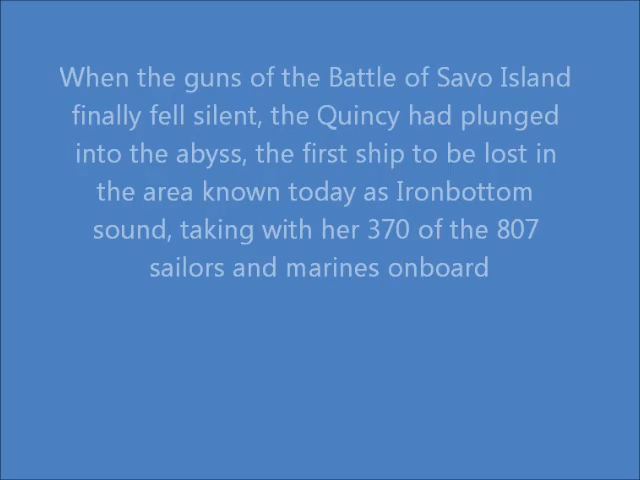 When the guns of the Battle of Savo Island
finally fell silent, the Quincy had plunged
into the abyss, the first ship to be lost in
the area known today as Ironbottom
sound, taking with her 370 of the 807
sailors and marines onboard